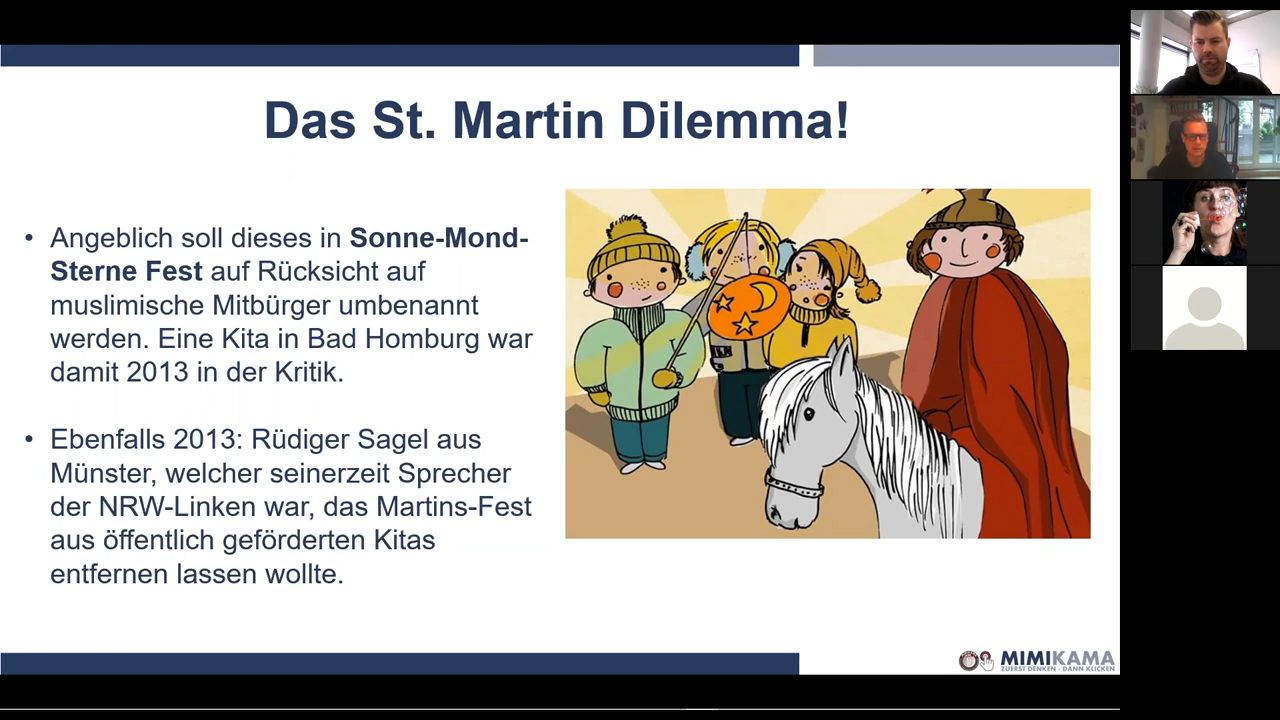 Das St. Martin Dilemma!
• Angeblich soll dieses in Sonne-Mond-
Sterne Fest auf Rücksicht auf
muslimische Mitbürger umbenannt
werden. Eine Kita in Bad Homburg war
damit 2013 in der Kritik.
• Ebenfalls 2013: Rüdiger Sagel aus
Münster, welcher seinerzeit Sprecher
der NRW-Linken war, das Martins-Fest
aus öffentlich geförderten Kitas
entfernen lassen wollte.
MIMIKAMA
ZUERST DENKEN - DANN KLICKEN